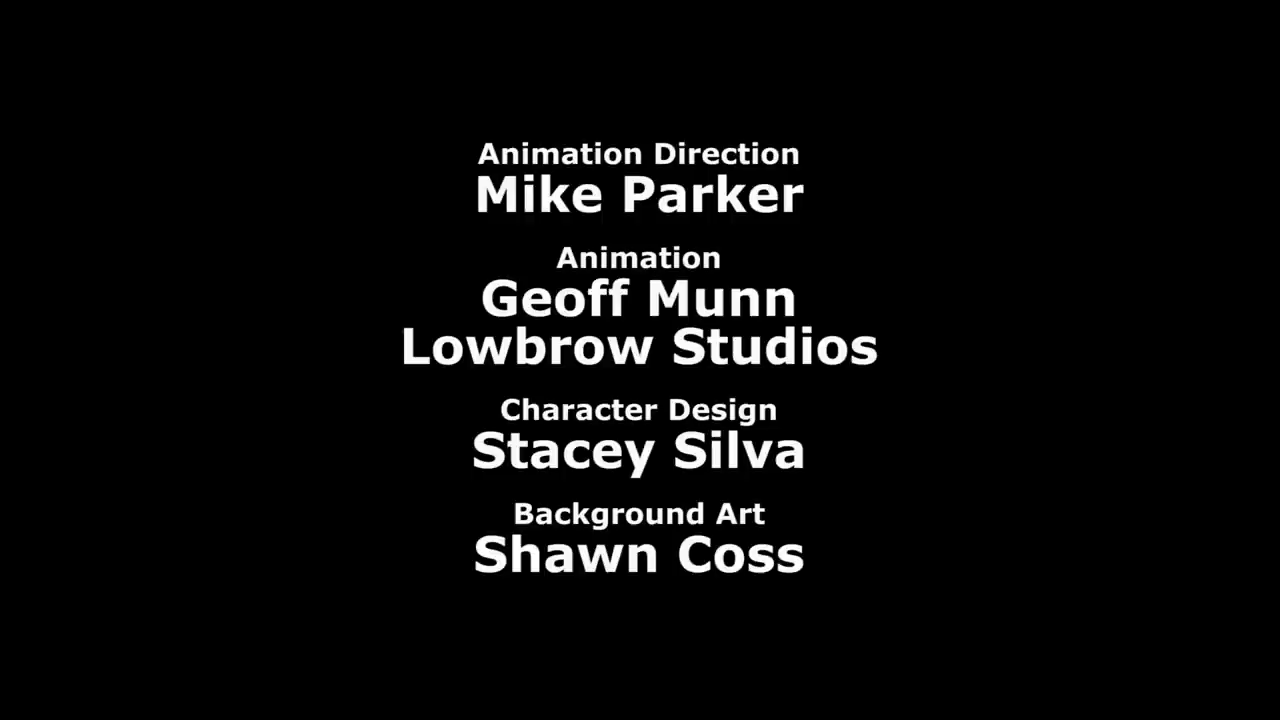 Animation Direction
Mike Parker
Animation
Geoff Munn
Lowbrow Studios
Character Design
Stacey Silva
Background Art
Shawn Coss